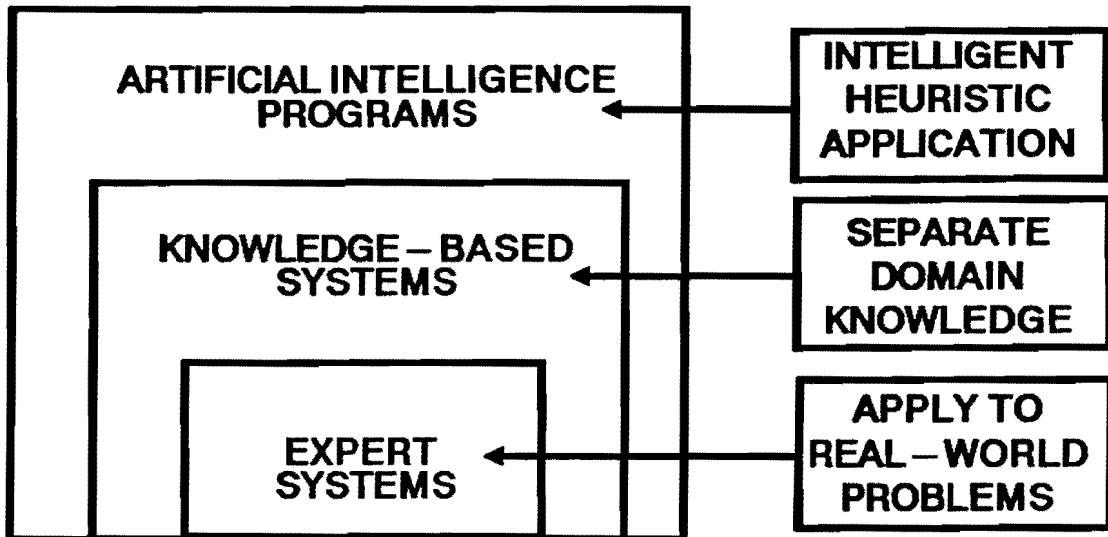 ARTIFICIAL INTELLIGENCE
PROGRAMS
INTELLIGENT
HEURISTIC
APPLICATION
KNOWLEDGE – BASED
SYSTEMS
SEPARATE
DOMAIN
KNOWLEDGE
EXPERT
SYSTEMS
APPLY TO
REAL – WORLD
PROBLEMS